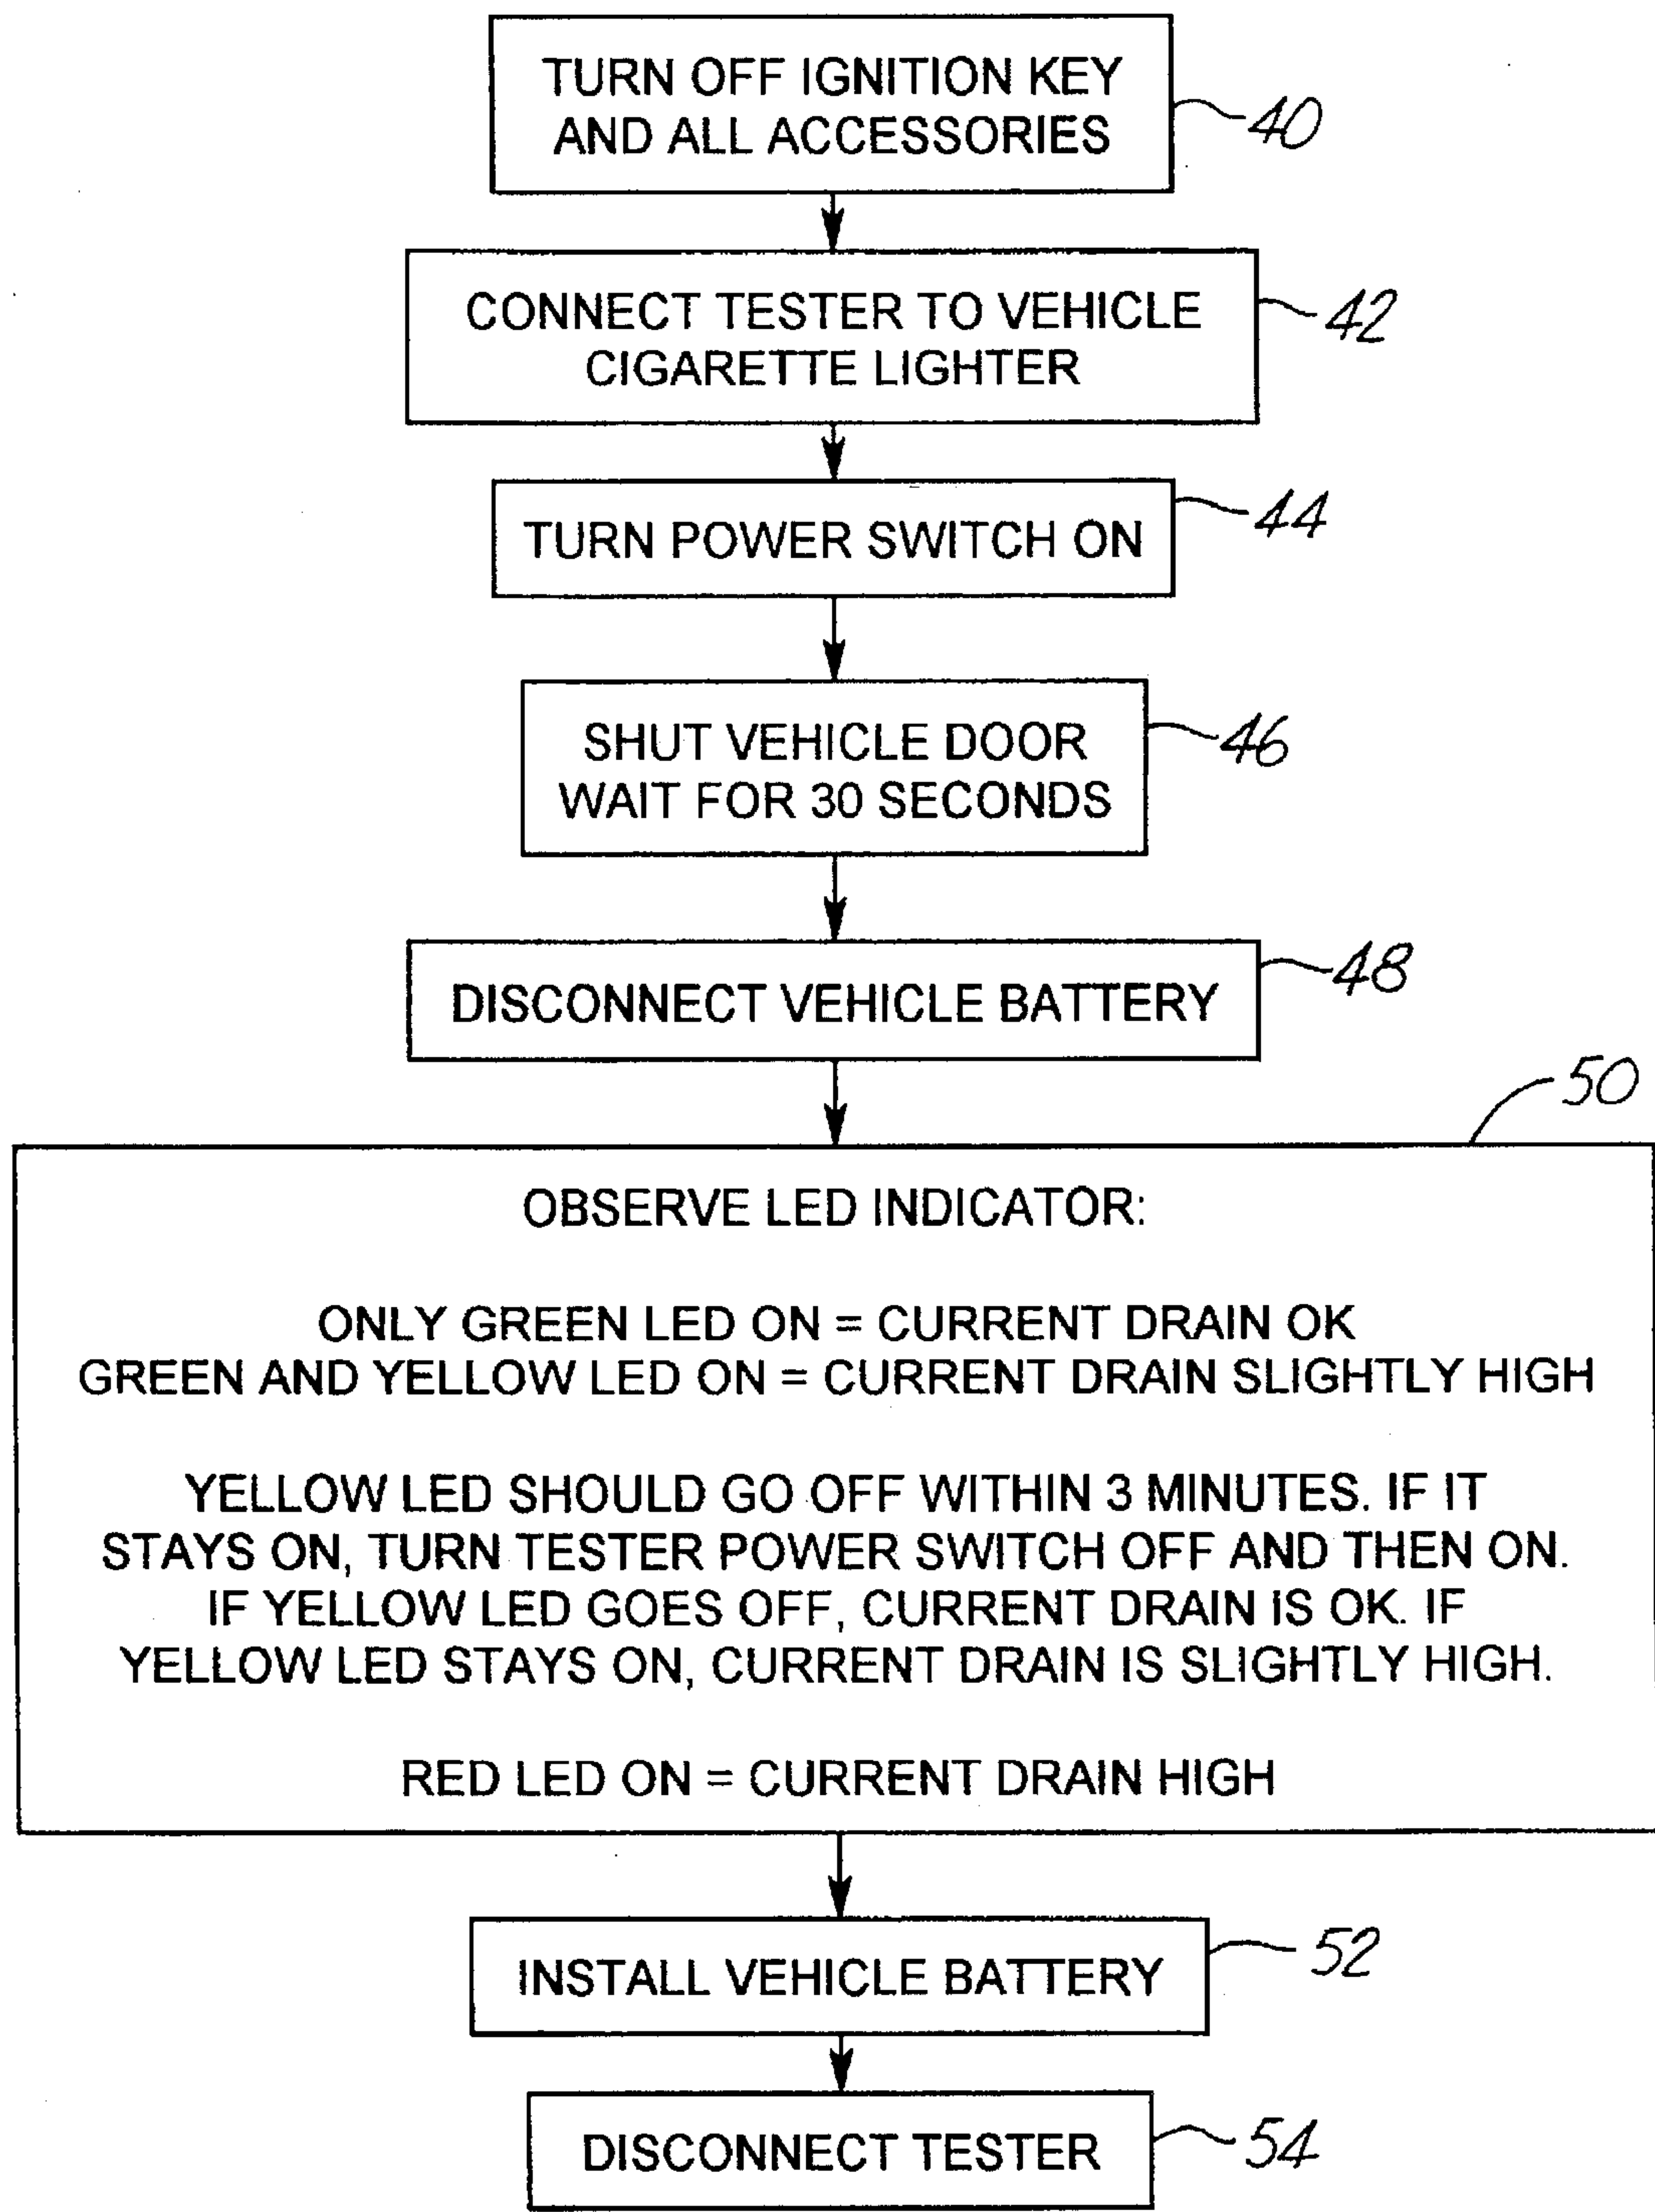 TURN OFF IGNITION KEY
AND ALL ACCESSORIES
40
CONNECT TESTER TO VEHICLE
CIGARETTE LIGHTER
42
TURN POWER SWITCH ON
44
SHUT VEHICLE DOOR
WAIT FOR 30 SECONDS
46
DISCONNECT VEHICLE BATTERY
48
50
OBSERVE LED INDICATOR:
ONLY GREEN LED ON = CURRENT DRAIN OK
GREEN AND YELLOW LED ON = CURRENT DRAIN SLIGHTLY HIGH
YELLOW LED SHOULD GO OFF WITHIN 3 MINUTES. IF IT
STAYS ON, TURN TESTER POWER SWITCH OFF AND THEN ON.
IF YELLOW LED GOES OFF, CURRENT DRAIN IS OK. IF
YELLOW LED STAYS ON, CURRENT DRAIN IS SLIGHTLY HIGH.
RED LED ON = CURRENT DRAIN HIGH
INSTALL VEHICLE BATTERY
52
DISCONNECT TESTER
54